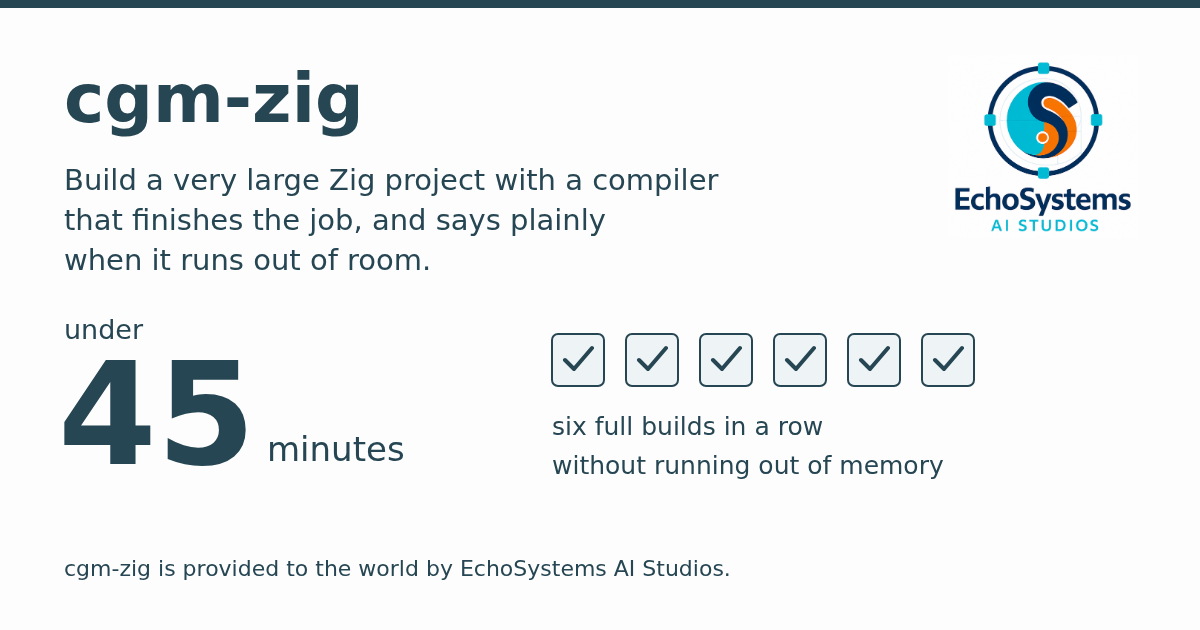 cgm-zig
Build a very large Zig project with a compiler
that finishes the job, and says plainly
when it runs out of room.
EchoSystems
AI STUDIOS
under
45 minutes
six full builds in a row
without running out of memory
cgm-zig is provided to the world by EchoSystems AI Studios.